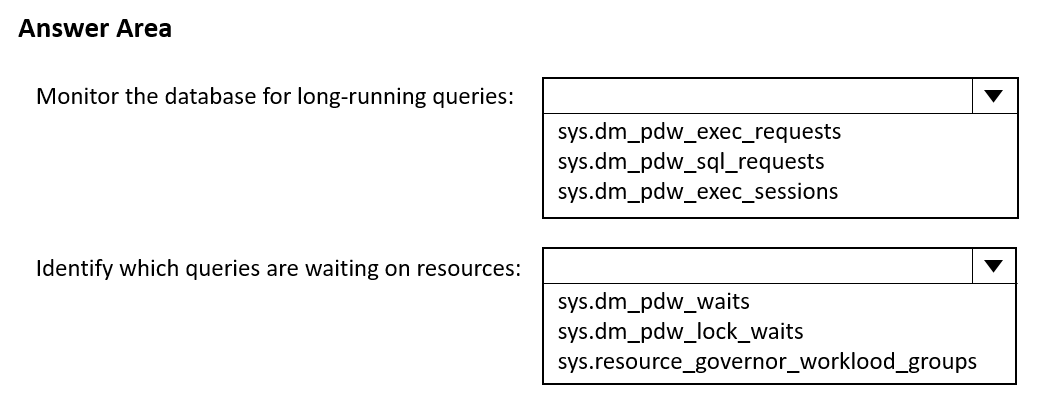 Answer Area
Monitor the database for long-running queries:
sys.dm_pdw_exec_requests
sys.dm_pdw_sql_requests
sys.dm_pdw_exec_sessions
Identify which queries are waiting on resources:
sys.dm_pdw_waits
sys.dm_pdw_lock_waits
sys.resource_governor_worklood_groups